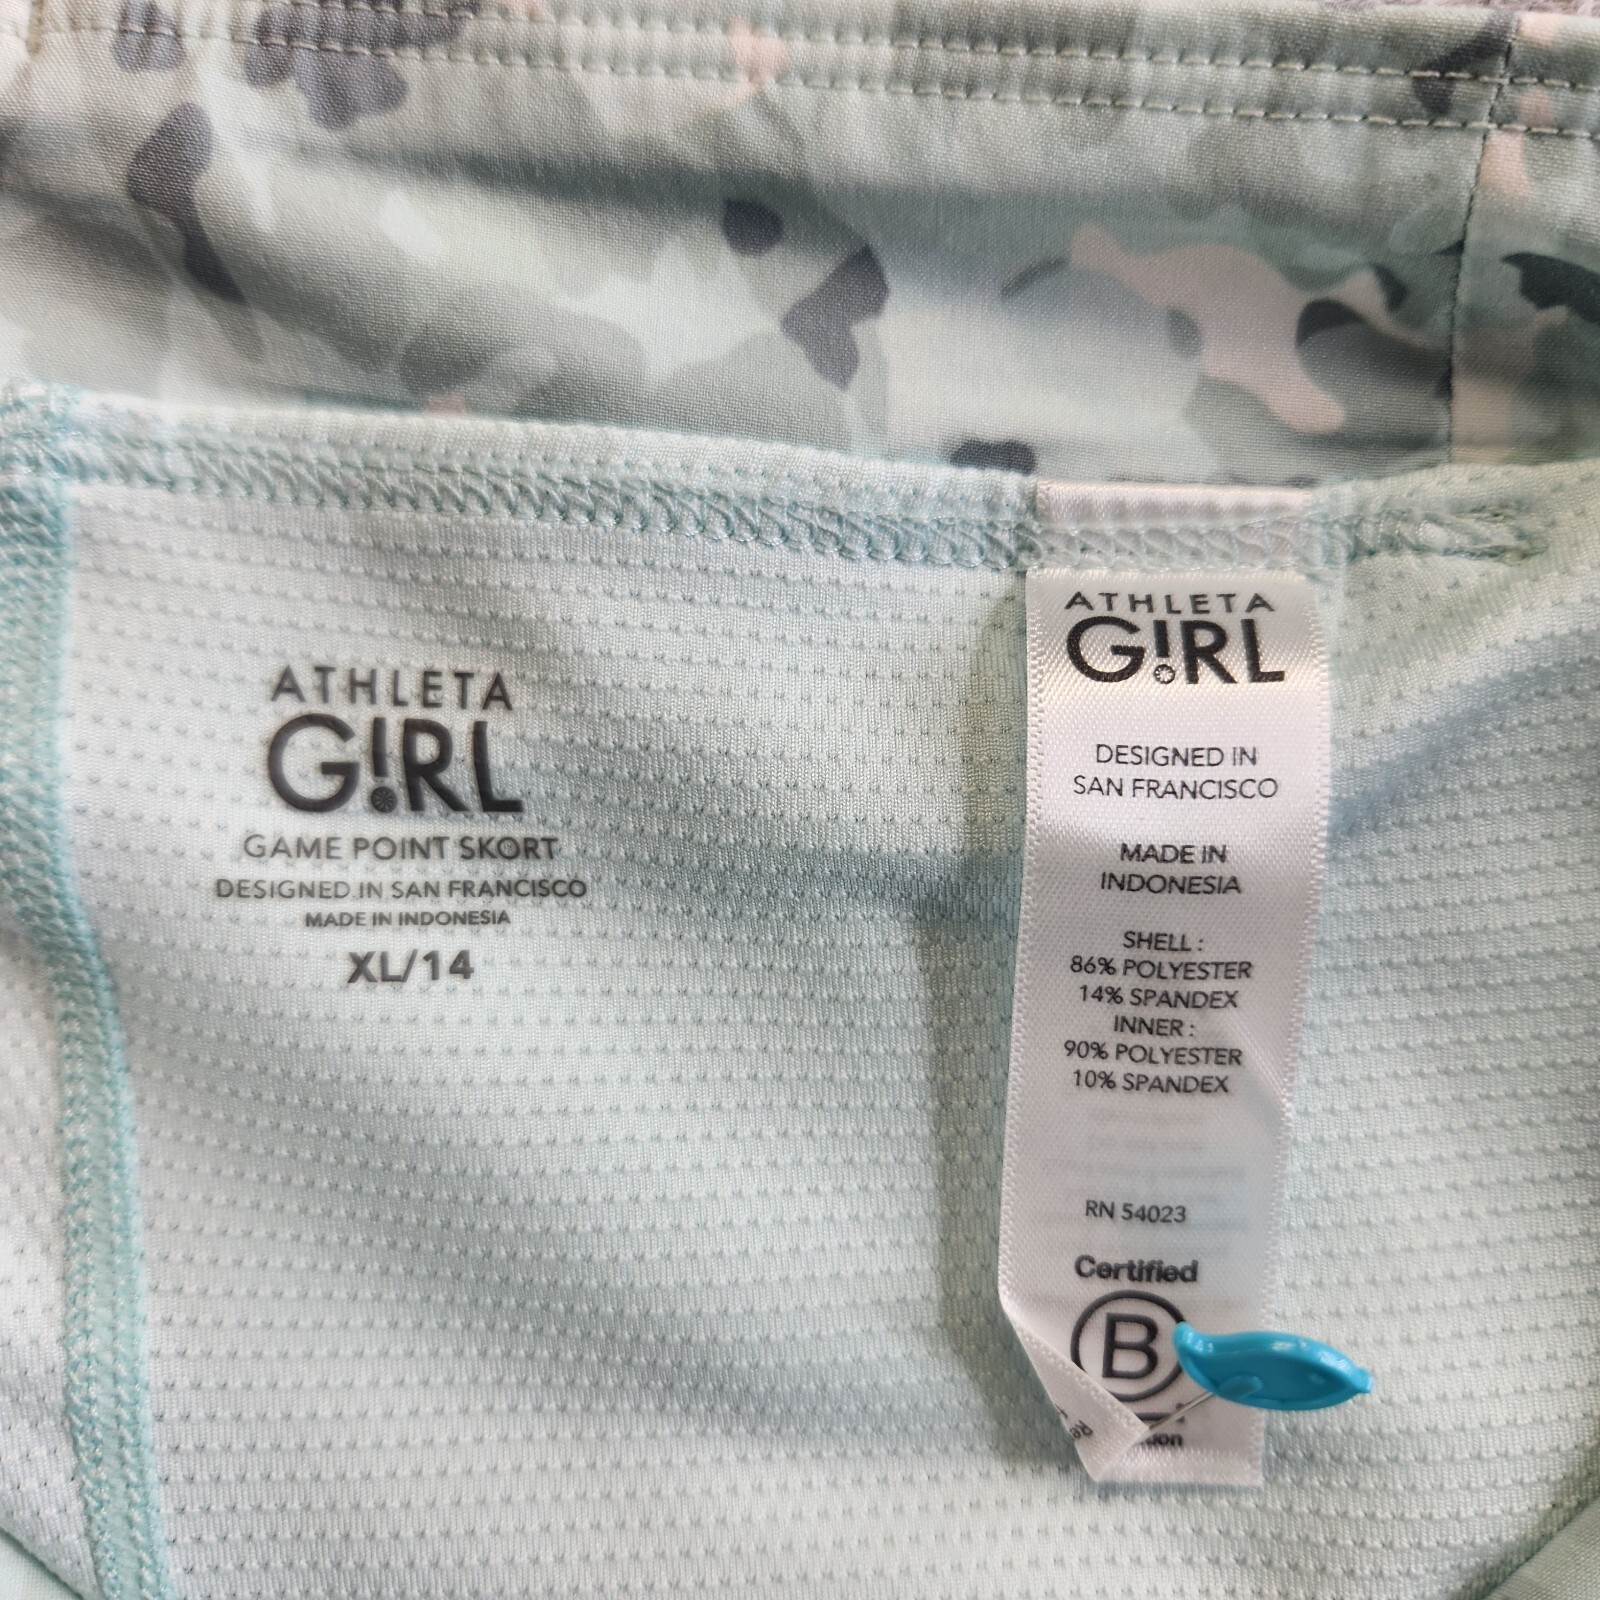 ATHLETA
G!RL
GAME POINT SKORT
DESIGNED IN SAN FRANCISCO
MADE IN INDONESIA
XL/14
ATHLETA
G!RL
DESIGNED IN
SAN FRANCISCO
MADE IN
INDONESIA
SHELL :
86% POLYESTER
14% SPANDEX
INNER :
90% POLYESTER
10% SPANDEX
RN 54023
Certified
B